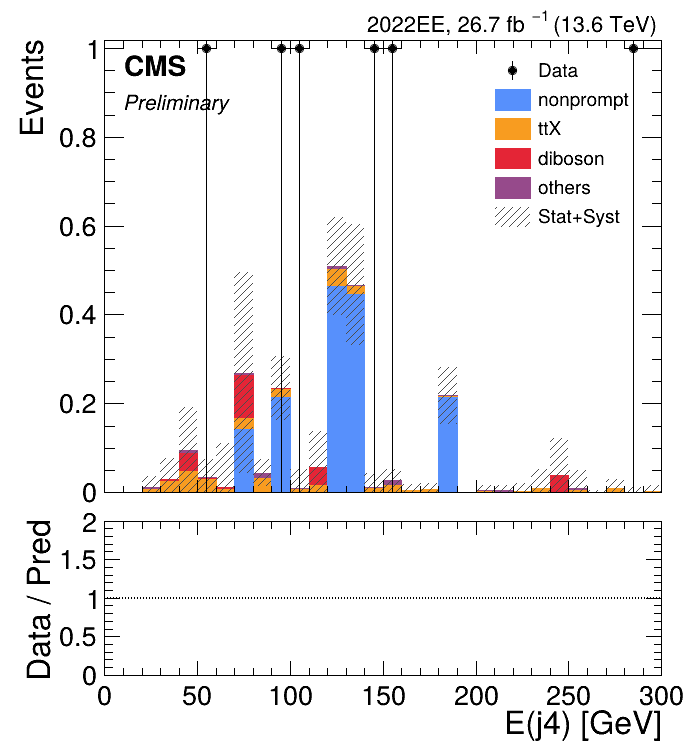 2022EE, 26.7 fb⁻¹ (13.6 TeV)
Events
1
0.8
0.6
0.4
0.2
0
CMS
Preliminary
Data
nonprompt
ttX
diboson
others
Stat+Syst
Data / Pred
2
1.5
1
0.5
0
0 50 100 150 200 250 300
E(j4) [GeV]